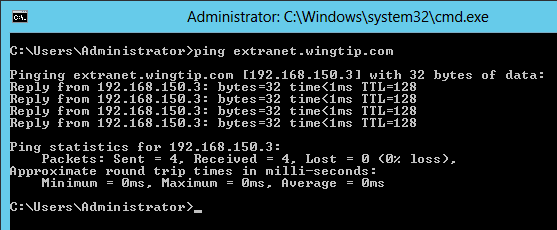 Administrator: C:\Windows\system32\cmd.exe
C:\Users\Administrator>ping extranet.wingtip.com
Pinging extranet.wingtip.com [192.168.150.3] with 32 bytes of data:
Reply from 192.168.150.3: bytes=32 time<1ms TTL=128
Reply from 192.168.150.3: bytes=32 time<1ms TTL=128
Reply from 192.168.150.3: bytes=32 time<1ms TTL=128
Reply from 192.168.150.3: bytes=32 time<1ms TTL=128
Ping statistics for 192.168.150.3:
    Packets: Sent = 4, Received = 4, Lost = 0 (0% loss),
Approximate round trip times in milli-seconds:
    Minimum = 0ms, Maximum = 0ms, Average = 0ms
C:\Users\Administrator>_